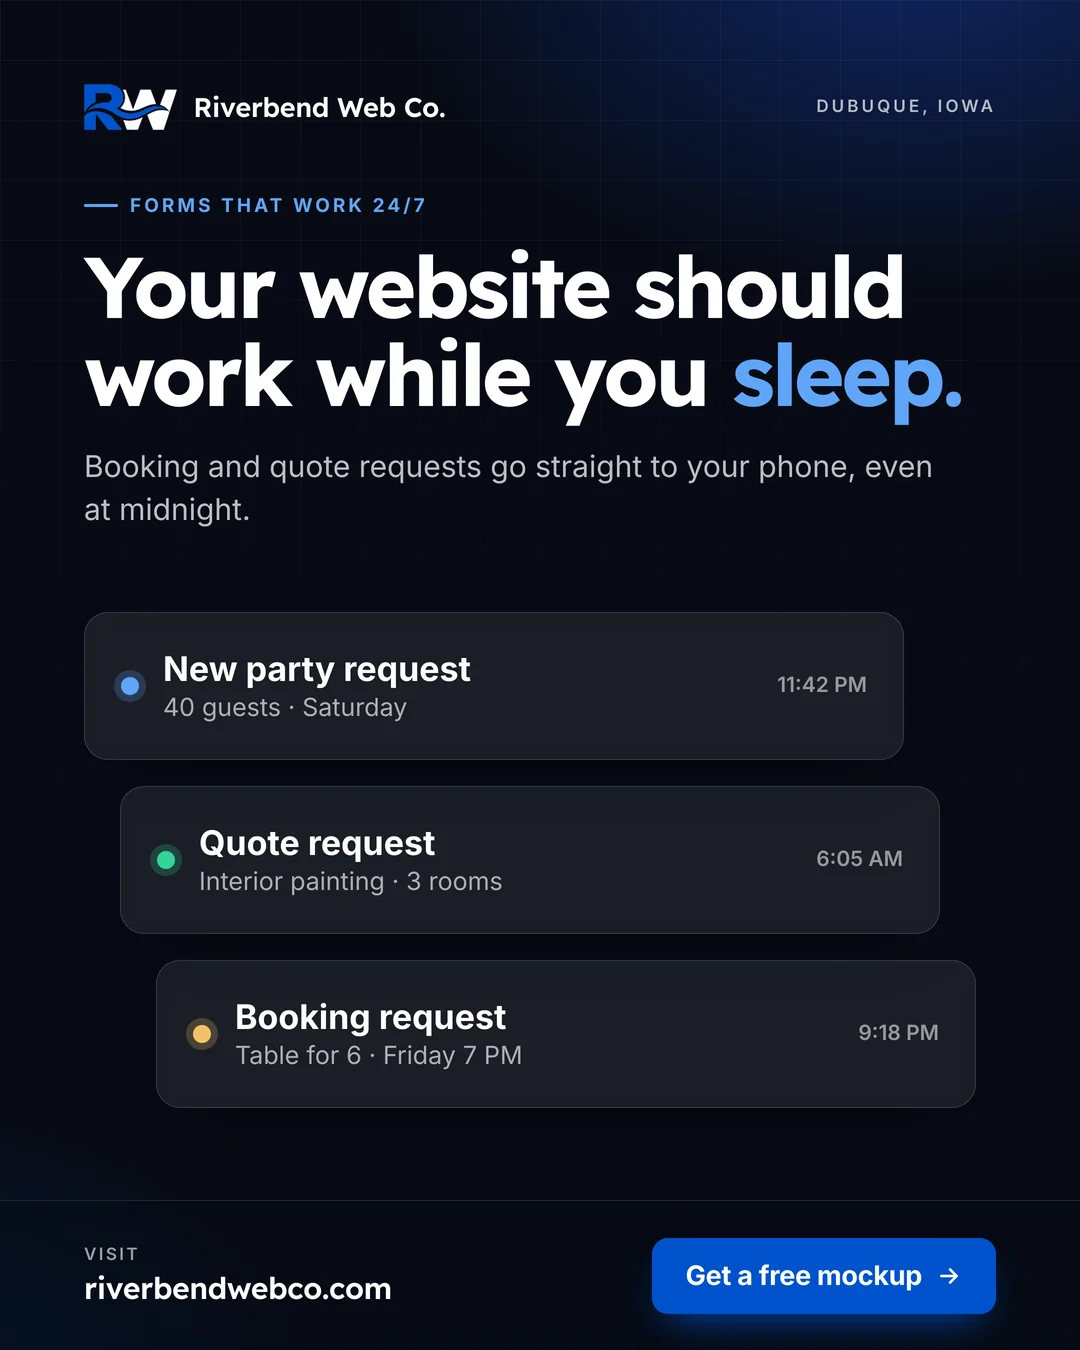 RW Riverbend Web Co.
DUBUQUE, IOWA
FORMS THAT WORK 24/7
Your website should
work while you sleep.
Booking and quote requests go straight to your phone, even
at midnight.
New party request
40 guests · Saturday
11:42 PM
Quote request
Interior painting · 3 rooms
6:05 AM
Booking request
Table for 6 · Friday 7 PM
9:18 PM
VISIT
riverbendwebco.com
Get a free mockup →